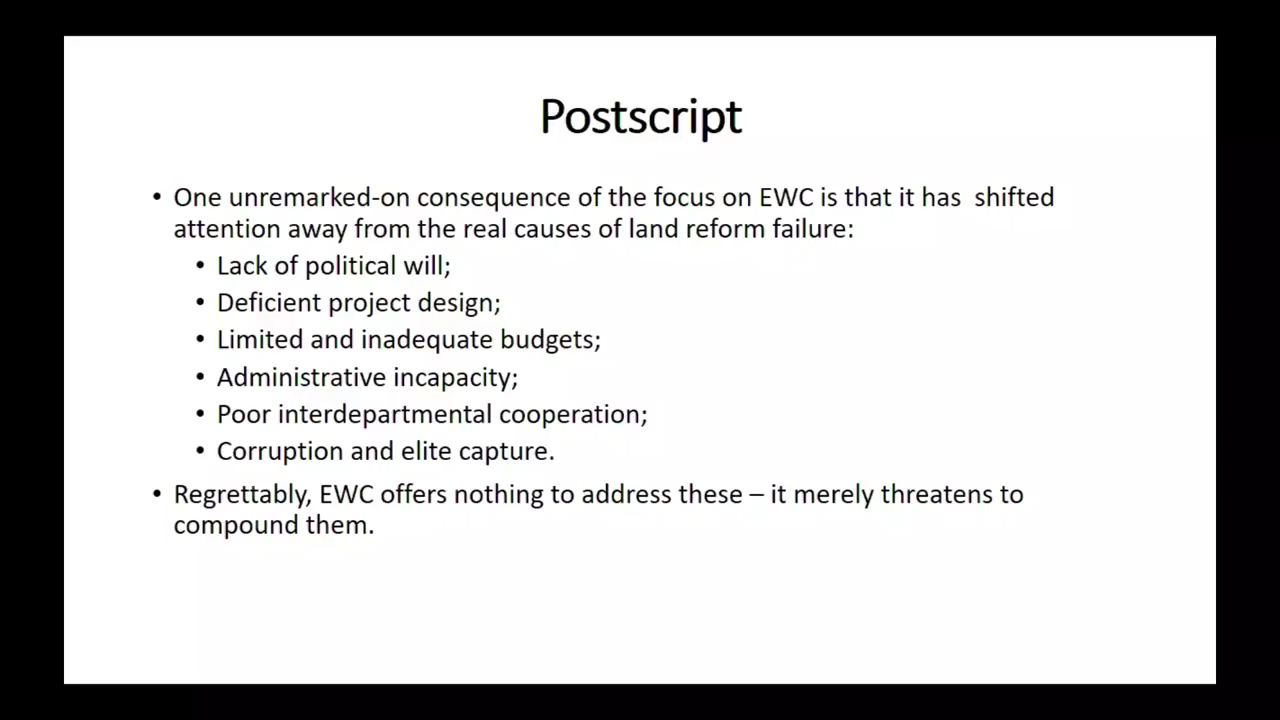 Postscript
• One unremarked-on consequence of the focus on EWC is that it has  shifted
attention away from the real causes of land reform failure:
• Lack of political will;
• Deficient project design;
• Limited and inadequate budgets;
• Administrative incapacity;
• Poor interdepartmental cooperation;
• Corruption and elite capture.
• Regrettably, EWC offers nothing to address these – it merely threatens to
compound them.